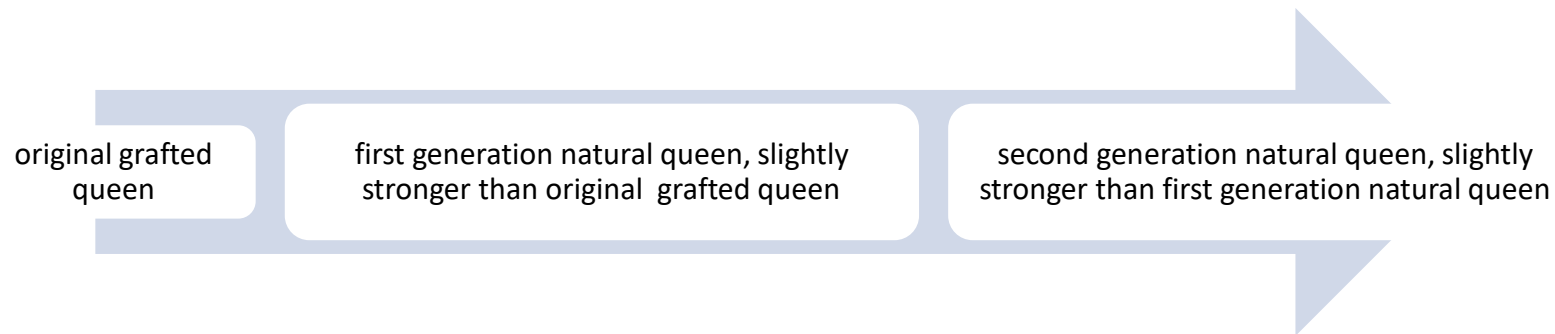 original grafted
queen
first generation natural queen, slightly
stronger than original  grafted queen
second generation natural queen, slightly
stronger than first generation natural queen